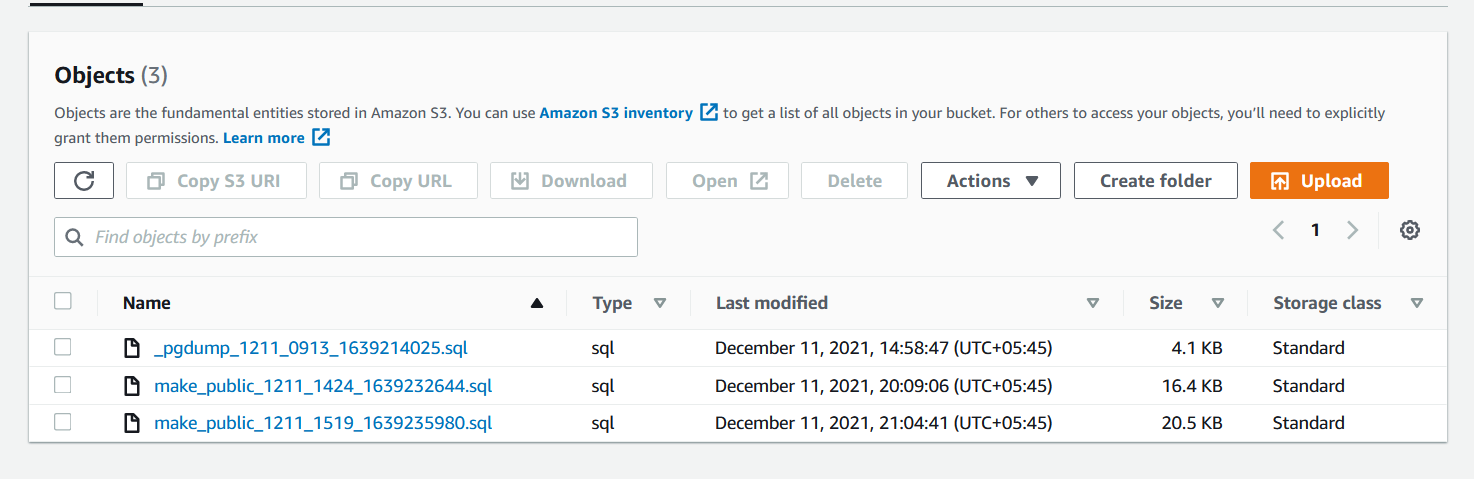 Objects (3)
Objects are the fundamental entities stored in Amazon S3. You can use Amazon S3 inventory to get a list of all objects in your bucket. For others to access your objects, you'll need to explicitly
grant them permissions. Learn more
Copy S3 URI Copy URL Download Open Delete Actions Create folder Upload
Find objects by prefix 1
Name Type Last modified Size Storage class
_pgdump_1211_0913_1639214025.sql sql December 11, 2021, 14:58:47 (UTC+05:45) 4.1 KB Standard
make_public_1211_1424_1639232644.sql sql December 11, 2021, 20:09:06 (UTC+05:45) 16.4 KB Standard
make_public_1211_1519_1639235980.sql sql December 11, 2021, 21:04:41 (UTC+05:45) 20.5 KB Standard